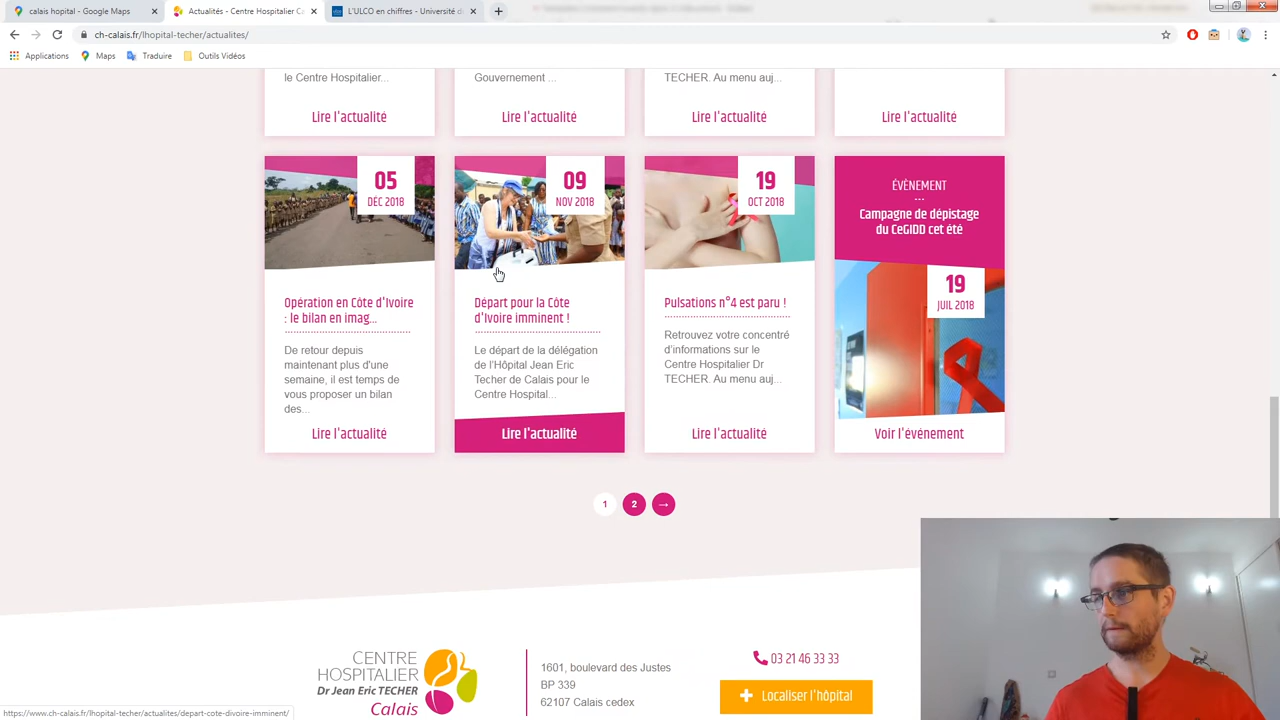 calais hopital - Google Maps
Actualités - Centre Hospitalier Ca
L'ULCO en chiffres - Université du
ch-calais.fr/lhopital-techer/actualites/
Applications
Maps
Traduire
Outils Vidéos
le Centre Hospitalier...
Gouvernement ...
TECHER. Au menu auj...
Lire l'actualité
Lire l'actualité
Lire l'actualité
Lire l'actualité
05
DÉC 2018
09
NOV 2018
19
OCT 2018
ÉVÈNEMENT
...
Campagne de dépistage
du CeGIDD cet été
19
JUIL 2018
Opération en Côte d'Ivoire
: le bilan en imag...
De retour depuis
maintenant plus d'une
semaine, il est temps de
vous proposer un bilan
des...
Lire l'actualité
Départ pour la Côte
d'Ivoire imminent !
Le départ de la délégation
de l'Hôpital Jean Eric
Techer de Calais pour le
Centre Hospital...
Lire l'actualité
Pulsations n°4 est paru !
Retrouvez votre concentré
d'informations sur le
Centre Hospitalier Dr
TECHER. Au menu auj...
Lire l'actualité
Voir l'événement
1
2
→
CENTRE
HOSPITALIER
Dr Jean Eric TECHER
Calais
1601, boulevard des Justes
BP 339
62107 Calais cedex
03 21 46 33 33
Localiser l'hôpital
https://www.ch-calais.fr/lhopital-techer/actualites/depart-cote-divoire-imminent/